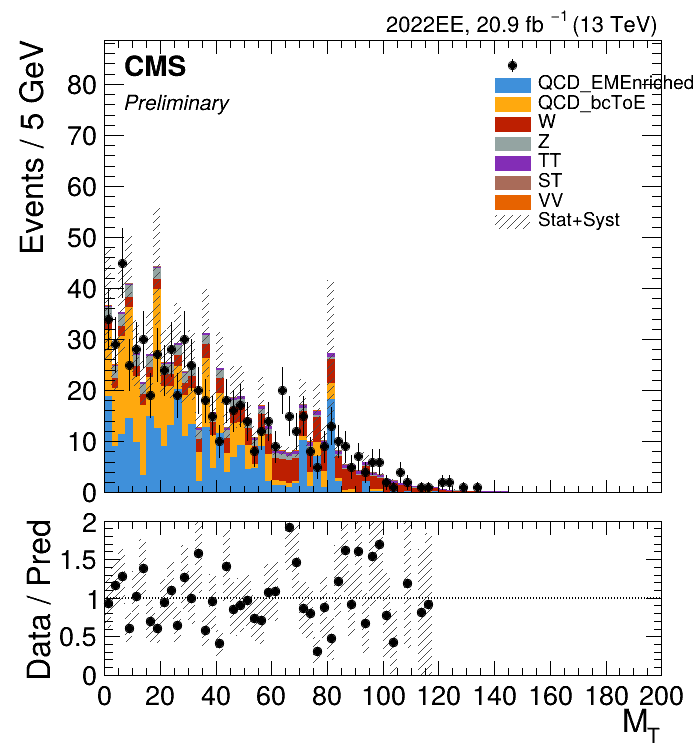 2022EE, 20.9 fb⁻¹ (13 TeV)
CMS
Preliminary
QCD_EMEnriched
QCD_bcToE
W
Z
TT
ST
VV
Stat+Syst
Events / 5 GeV
80
70
60
50
40
30
20
10
0
Data / Pred
2
1.5
1
0.5
0
0 20 40 60 80 100 120 140 160 180 200
M_T